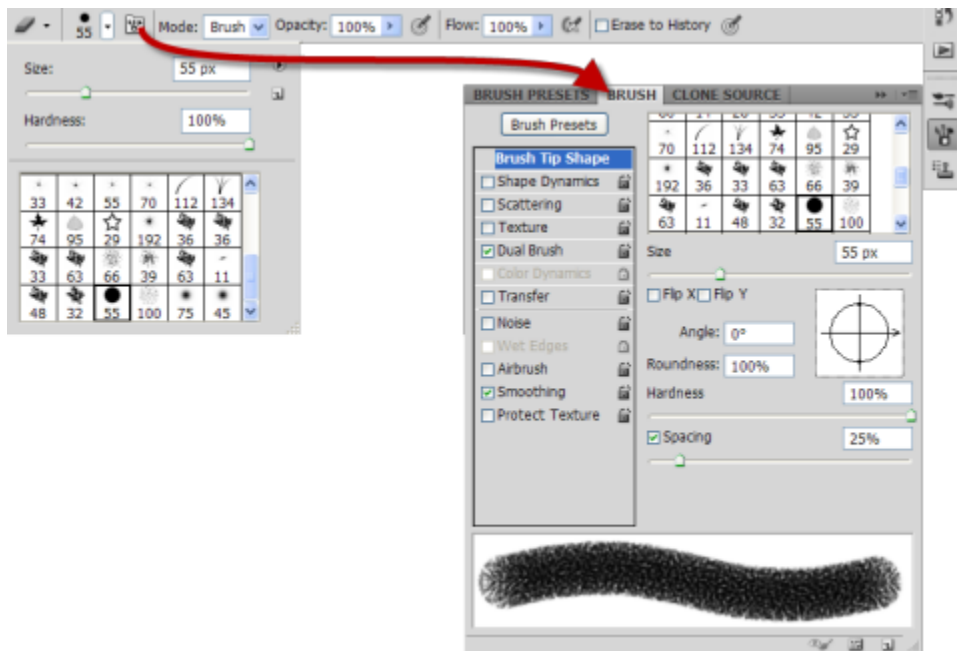 55 Mode: Brush Opacity: 100% Flow: 100% Erase to History
Size: 55 px
Hardness: 100%
33 42 55 70 112 134
74 95 29 192 36 36
33 63 66 39 63 11
48 32 55 100 75 45
BRUSH PRESETS BRUSH CLONE SOURCE
Brush Presets
Brush Tip Shape
Shape Dynamics
Scattering
Texture
Dual Brush
Color Dynamics
Transfer
Noise
Wet Edges
Airbrush
Smoothing
Protect Texture
70 112 134 74 95 29
192 36 33 63 66 39
63 11 48 32 55 100
Size 55 px
Flip X Flip Y
Angle: 0°
Roundness: 100%
Hardness 100%
Spacing 25%